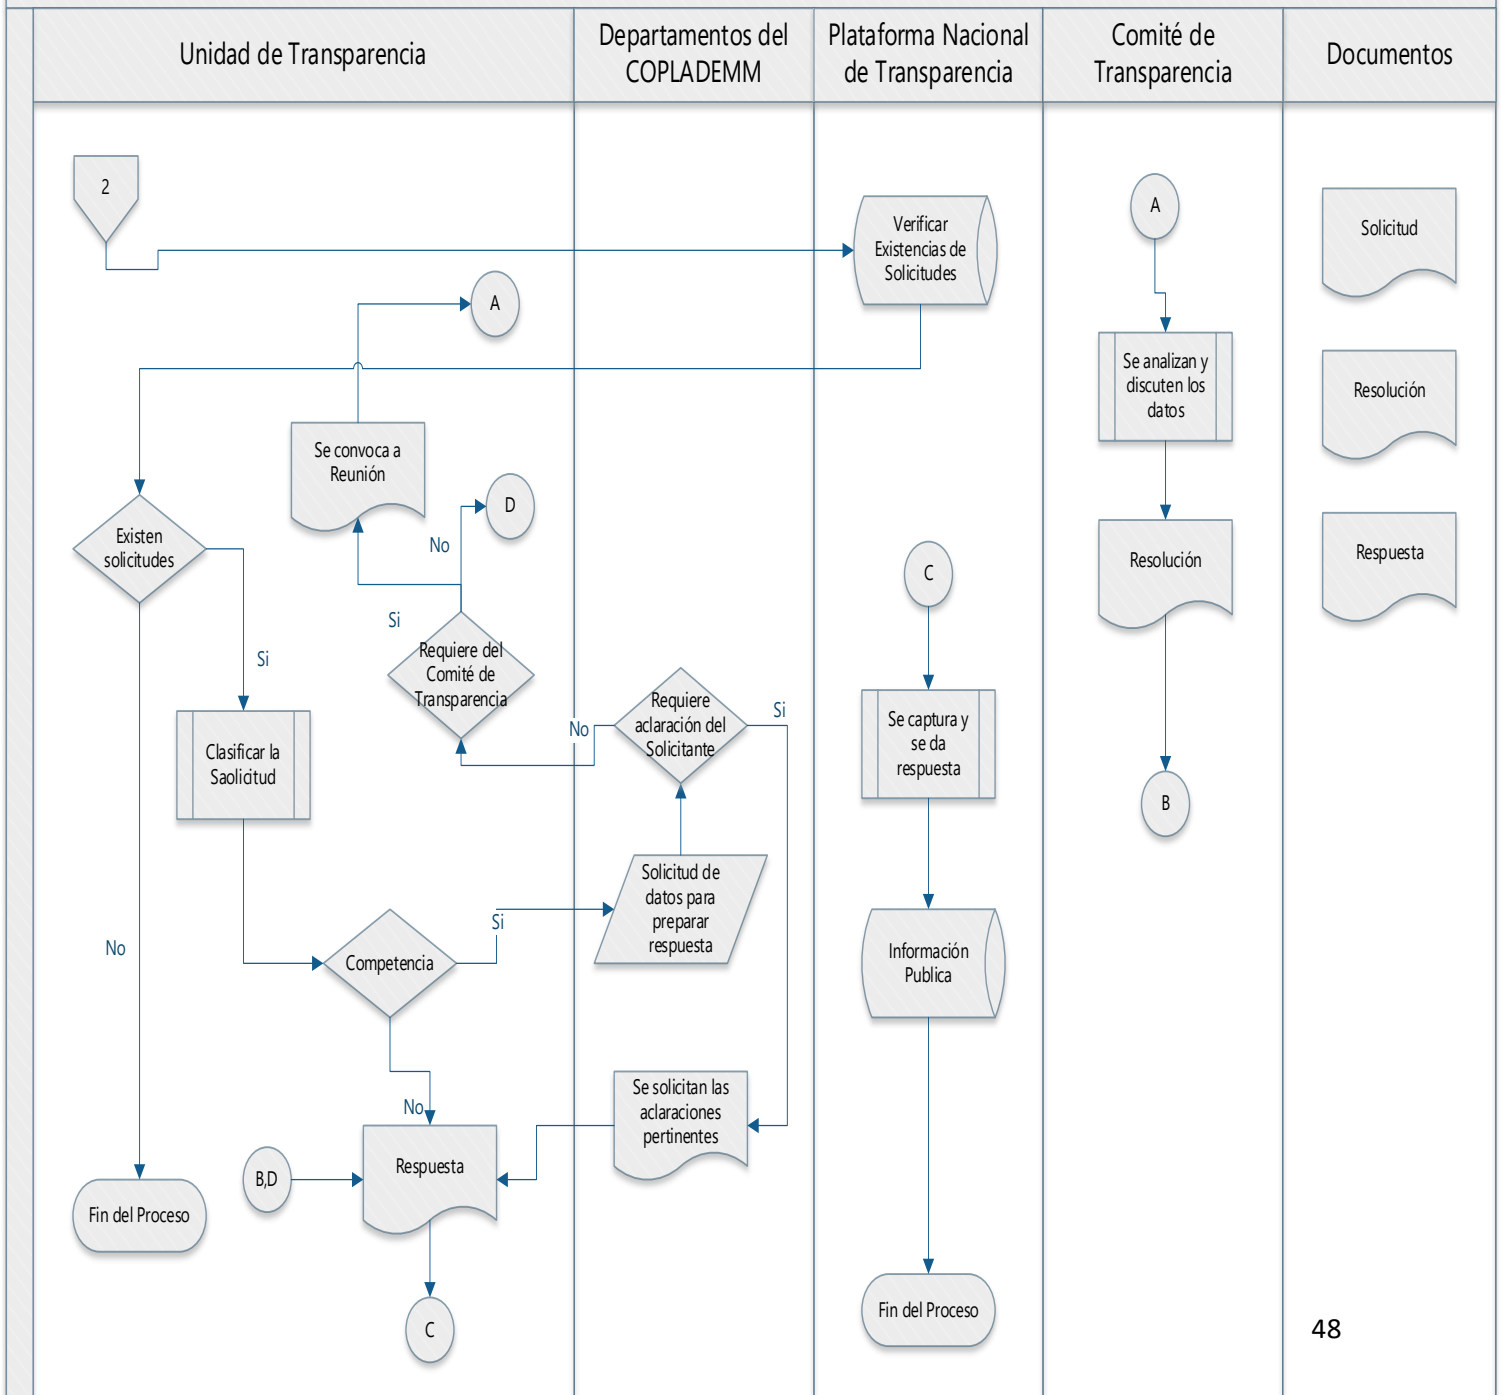 Unidad de Transparencia
Departamentos del
COPLADEMM
Plataforma Nacional
de Transparencia
Comité de
Transparencia
Documentos
2
Verificar
Existencias de
Solicitudes
A
Solicitud
A
Se analizan y
discuten los
datos
Resolución
Se convoca a
Reunión
D
No
Existen
solicitudes
C
Resolución
Respuesta
Si
Si
Requiere del
Comité de
Transparencia
No
Requiere
aclaración del
Solicitante
Si
Se captura y
se da
respuesta
Clasificar la
Saolicitud
B
Solicitud de
datos para
preparar
respuesta
Si
No
Competencia
Información
Publica
Se solicitan las
aclaraciones
pertinentes
No
B,D
Respuesta
Fin del Proceso
C
Fin del Proceso
48